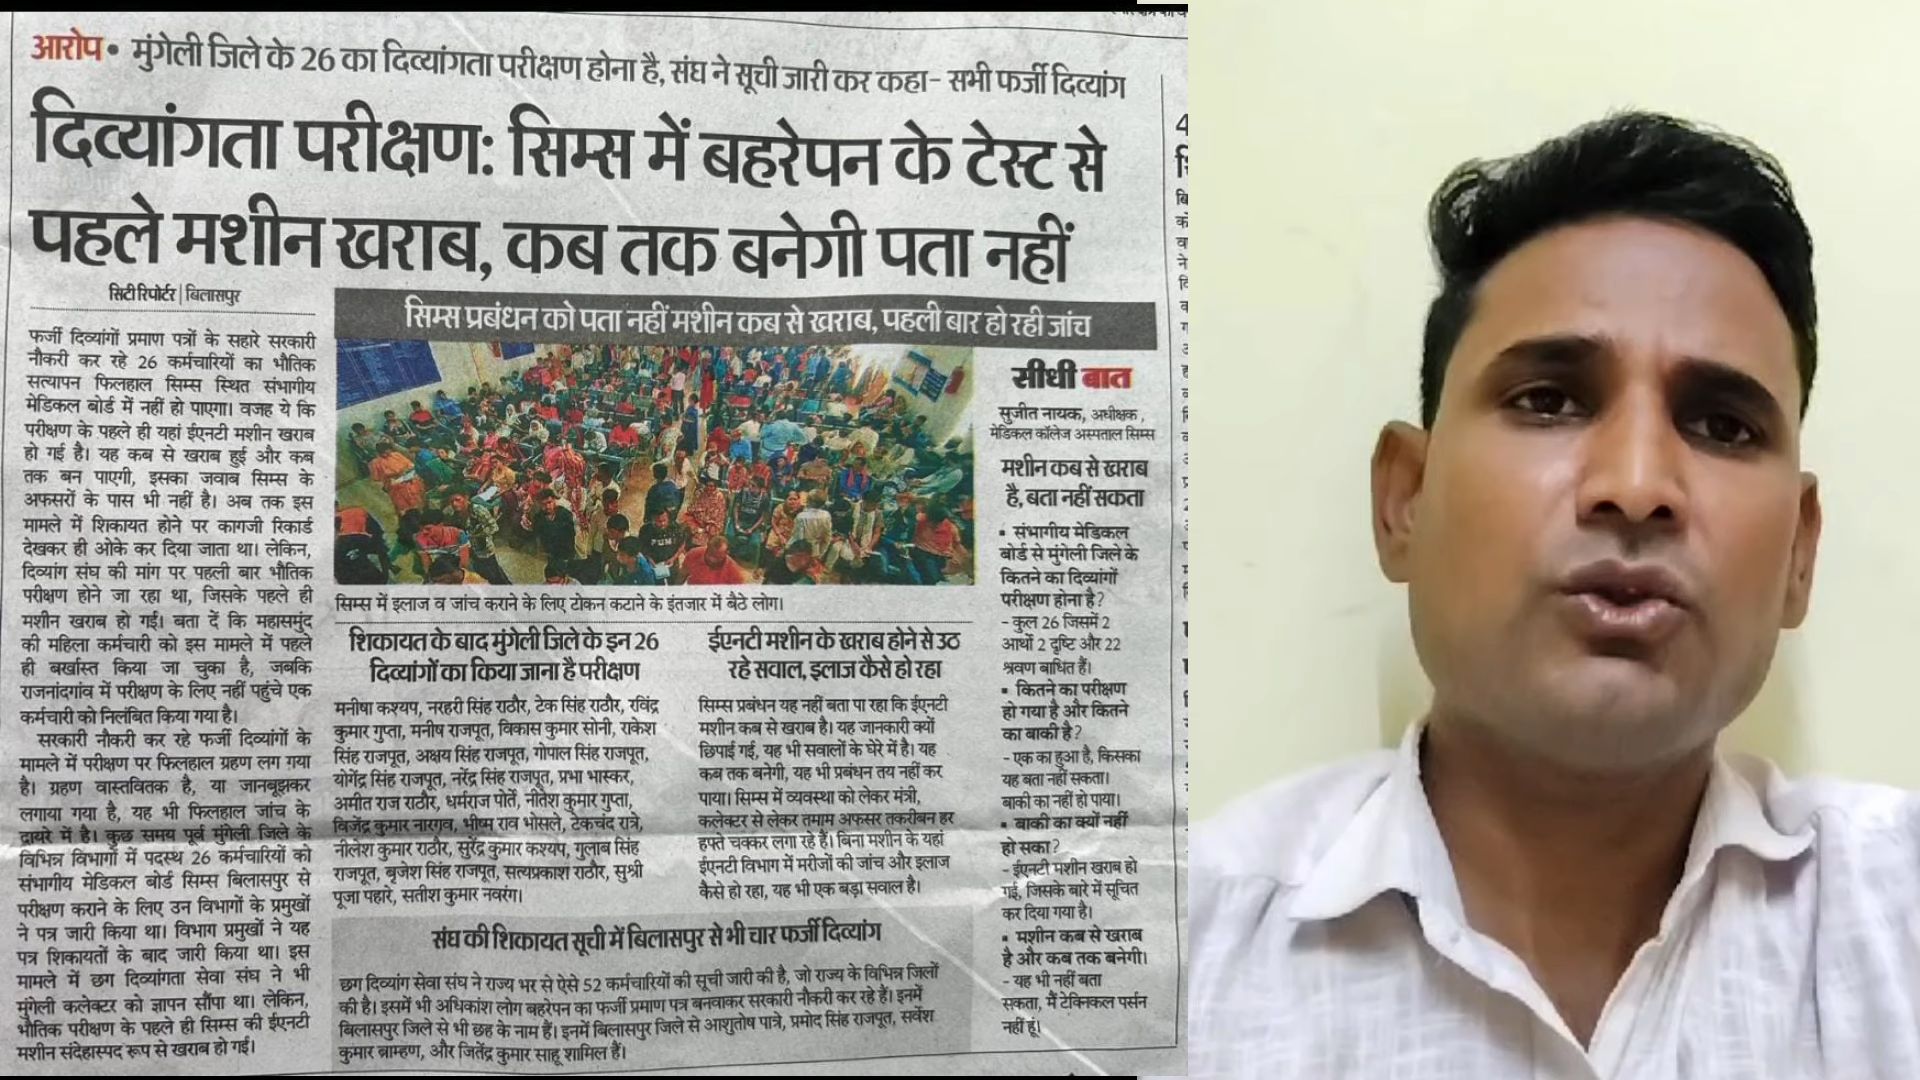 आरोप • मुंगेली जिले के 26 का दिव्यांगता परीक्षण होना है, संघ ने सूची जारी कर कहा- सभी फर्जी दिव्यांग
दिव्यांगता परीक्षण: सिम्स में बहरेपन के टेस्ट से
पहले मशीन खराब, कब तक बनेगी पता नहीं
सिटी रिपोर्टर | बिलासपुर
फर्जी दिव्यांगों प्रमाण पत्रों के सहारे सरकारी
नौकरी कर रहे 26 कर्मचारियों का भौतिक
सत्यापन फिलहाल सिम्स स्थित संभागीय
मेडिकल बोर्ड में नहीं हो पाएगा। वजह ये कि
परीक्षण के पहले ही यहां ईएनटी मशीन खराब
हो गई है। यह कब से खराब हुई और कब
तक बन पाएगी, इसका जवाब सिम्स के
अफसरों के पास भी नहीं है। अब तक इस
मामले में शिकायत होने पर कागजी रिकार्ड
देखकर ही ओके कर दिया जाता था। लेकिन,
दिव्यांग संघ की मांग पर पहली बार भौतिक
परीक्षण होने जा रहा था, जिसके पहले ही
मशीन खराब हो गई। बता दें कि महासमुंद
की महिला कर्मचारी को इस मामले में पहले
ही बर्खास्त किया जा चुका है, जबकि
राजनांदगांव में परीक्षण के लिए नहीं पहुंचे एक
कर्मचारी को निलंबित किया गया है।
सरकारी नौकरी कर रहे फर्जी दिव्यांगों के
मामले में परीक्षण पर फिलहाल ग्रहण लग गया
है। ग्रहण वास्तवितक है, या जानबूझकर
लगाया गया है, यह भी फिलहाल जांच के
दायरे में है। कुछ समय पूर्व मुंगेली जिले के
विभिन्न विभागों में पदस्थ 26 कर्मचारियों को
संभागीय मेडिकल बोर्ड सिम्स बिलासपुर से
परीक्षण कराने के लिए उन विभागों के प्रमुखों
ने पत्र जारी किया था। विभाग प्रमुखों ने यह
पत्र शिकायतों के बाद जारी किया था। इस
मामले में छग दिव्यांगता सेवा संघ ने भी
मुंगेली कलेक्टर को ज्ञापन सौंपा था। लेकिन,
भौतिक परीक्षण के पहले ही सिम्स की ईएनटी
मशीन संदेहास्पद रूप से खराब हो गई।
सिम्स प्रबंधन को पता नहीं मशीन कब से खराब, पहली बार हो रही जांच
सिम्स में इलाज व जांच कराने के लिए टोकन कटाने के इंतजार में बैठे लोग।
शिकायत के बाद मुंगेली जिले के इन 26
दिव्यांगों का किया जाना है परीक्षण
मनीषा कश्यप, नरहरी सिंह राठौर, टेक सिंह राठौर, रविंद्र
कुमार गुप्ता, मनीष राजपूत, विकास कुमार सोनी, राकेश
सिंह राजपूत, अक्षय सिंह राजपूत, गोपाल सिंह राजपूत,
योगेंद्र सिंह राजपूत, नरेंद्र सिंह राजपूत, प्रभा भास्कर,
अमीत राज राठौर, धर्मराज पोर्ते, नीतेश कुमार गुप्ता,
विजेंद्र कुमार नारगव, भीष्म राव भोसले, टेकचंद रात्रे,
नीलेश कुमार राठौर, सुरेंद्र कुमार कश्यप, गुलाब सिंह
राजपूत, बृजेश सिंह राजपूत, सत्यप्रकाश राठौर, सुश्री
पूजा पहारे, सतीश कुमार नवरंग।
ईएनटी मशीन के खराब होने से उठ
रहे सवाल, इलाज कैसे हो रहा
सिम्स प्रबंधन यह नहीं बता पा रहा कि ईएनटी
मशीन कब से खराब है। यह जानकारी क्यों
छिपाई गई, यह भी सवालों के घेरे में है। यह
कब तक बनेगी, यह भी प्रबंधन तय नहीं कर
पाया। सिम्स में व्यवस्था को लेकर मंत्री,
कलेक्टर से लेकर तमाम अफसर तकरीबन हर
हफ्ते चक्कर लगा रहे हैं। बिना मशीन के यहां
ईएनटी विभाग में मरीजों की जांच और इलाज
कैसे हो रहा, यह भी एक बड़ा सवाल है।
संघ की शिकायत सूची में बिलासपुर से भी चार फर्जी दिव्यांग
छग दिव्यांग सेवा संघ ने राज्य भर से ऐसे 52 कर्मचारियों की सूची जारी की है, जो राज्य के विभिन्न जिलों
की है। इसमें भी अधिकांश लोग बहरेपन का फर्जी प्रमाण पत्र बनवाकर सरकारी नौकरी कर रहे हैं। इनमें
बिलासपुर जिले से भी छह के नाम हैं। इनमें बिलासपुर जिले से आशुतोष पात्रे, प्रमोद सिंह राजपूत, सर्वेश
कुमार ब्राम्हण, और जितेंद्र कुमार साहू शामिल हैं।
सीधी बात
सुजीत नायक, अधीक्षक,
मेडिकल कॉलेज अस्पताल सिम्स
मशीन कब से खराब
है, बता नहीं सकता
▪ संभागीय मेडिकल
बोर्ड से मुंगेली जिले के
कितने का दिव्यांगों
परीक्षण होना है?
- कुल 26 जिसमें 2
आर्थो 2 दृष्टि और 22
श्रवण बाधित हैं।
▪ कितने का परीक्षण
हो गया है और कितने
का बाकी है?
- एक का हुआ है, किसका
यह बता नहीं सकता।
बाकी का नहीं हो पाया।
▪ बाकी का क्यों नहीं
हो सका?
- ईएनटी मशीन खराब हो
गई, जिसके बारे में सूचित
कर दिया गया है।
▪ मशीन कब से खराब
है और कब तक बनेगी।
- यह भी नहीं बता
सकता, मैं टेक्निकल पर्सन
नहीं हूं।